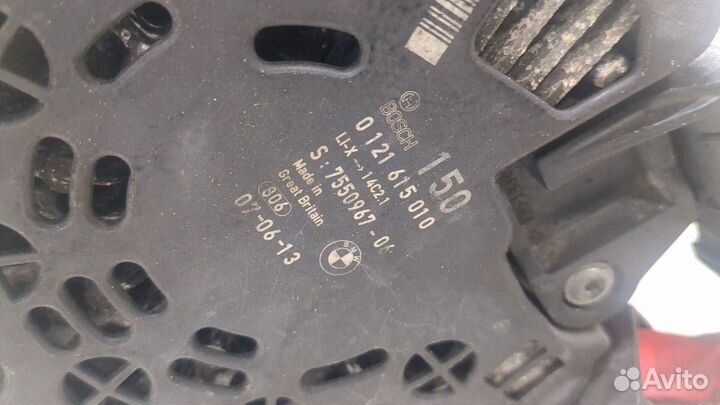 BOSCH
150
0 121 615 010
LI-X --> 14C2.1
S: 7550967-0
Made in
Great Britain
806
07-06-13
BMW
Avito